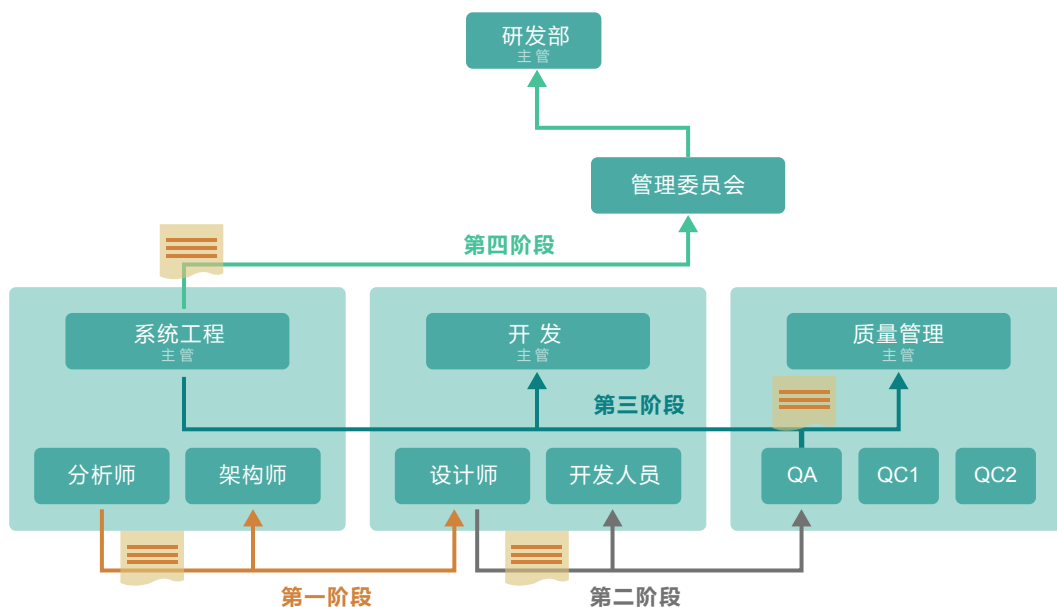 研发部
主管
管理委员会
第四阶段
系统工程
主管
开 发
主管
质量管理
主管
第三阶段
分析师
架构师
设计师
开发人员
QA
QC1
QC2
第一阶段
第二阶段